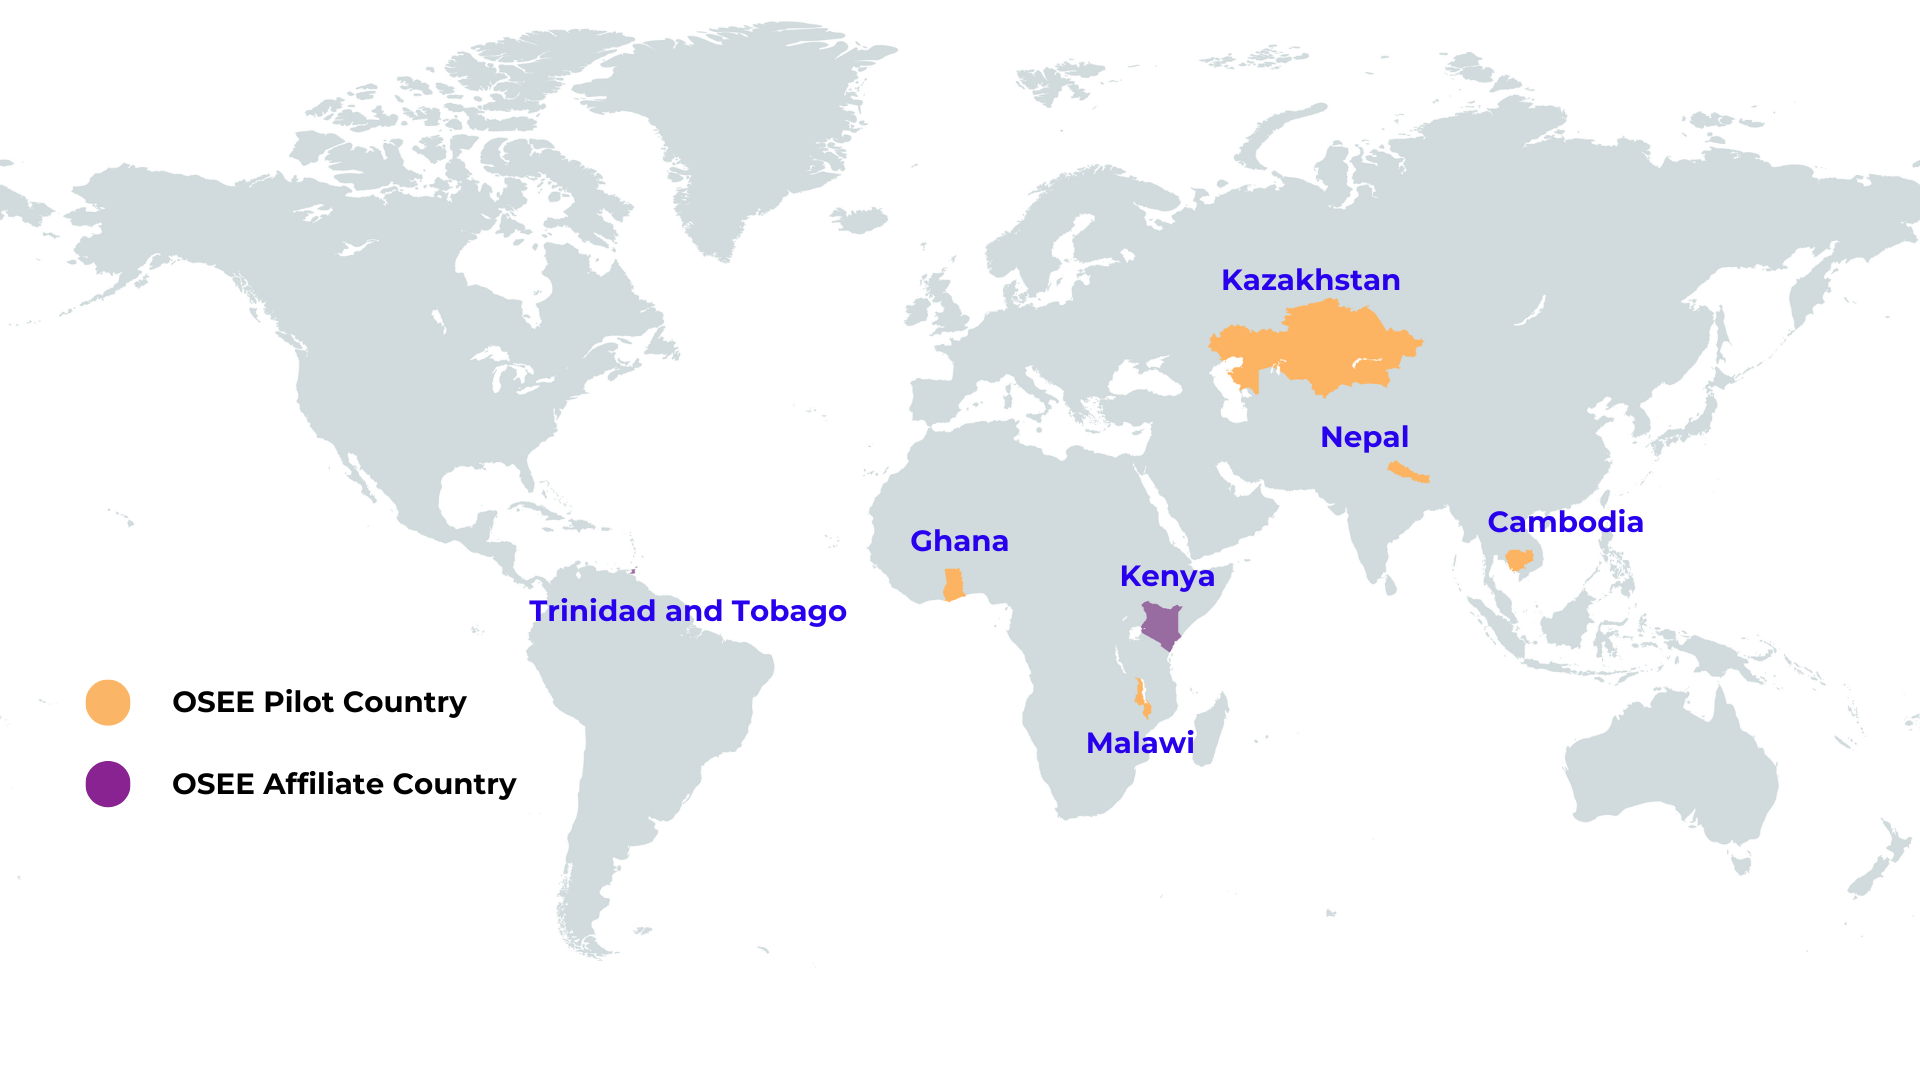 Kazakhstan
Nepal
Cambodia
Ghana
Kenya
Trinidad and Tobago
OSEE Pilot Country
Malawi
OSEE Affiliate Country